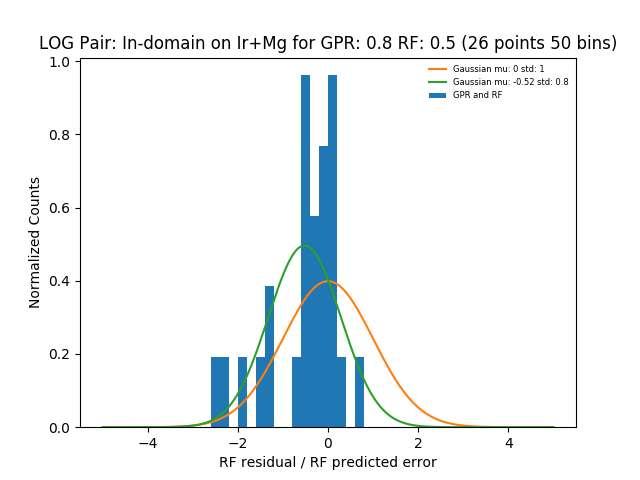 LOG Pair: In-domain on Ir+Mg for GPR: 0.8 RF: 0.5 (26 points 50 bins)
Gaussian mu: 0 std: 1
Gaussian mu: -0.52 std: 0.8
GPR and RF
Normalized Counts
1.0
0.8
0.6
0.4
0.2
0.0
−4 −2 0 2 4
RF residual / RF predicted error